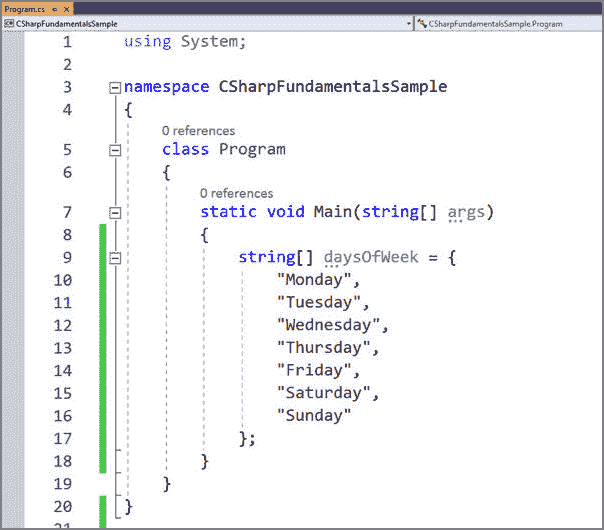 Program.cs
CSharpFundamentalsSample CSharpFundamentalsSample.Program
1 using System;
2
3 namespace CSharpFundamentalsSample
4 {
0 references
5 class Program
6 {
0 references
7 static void Main(string[] args)
8 {
9 string[] daysOfWeek = {
10 "Monday",
11 "Tuesday",
12 "Wednesday",
13 "Thursday",
14 "Friday",
15 "Saturday",
16 "Sunday"
17 };
18 }
19 }
20 }
21